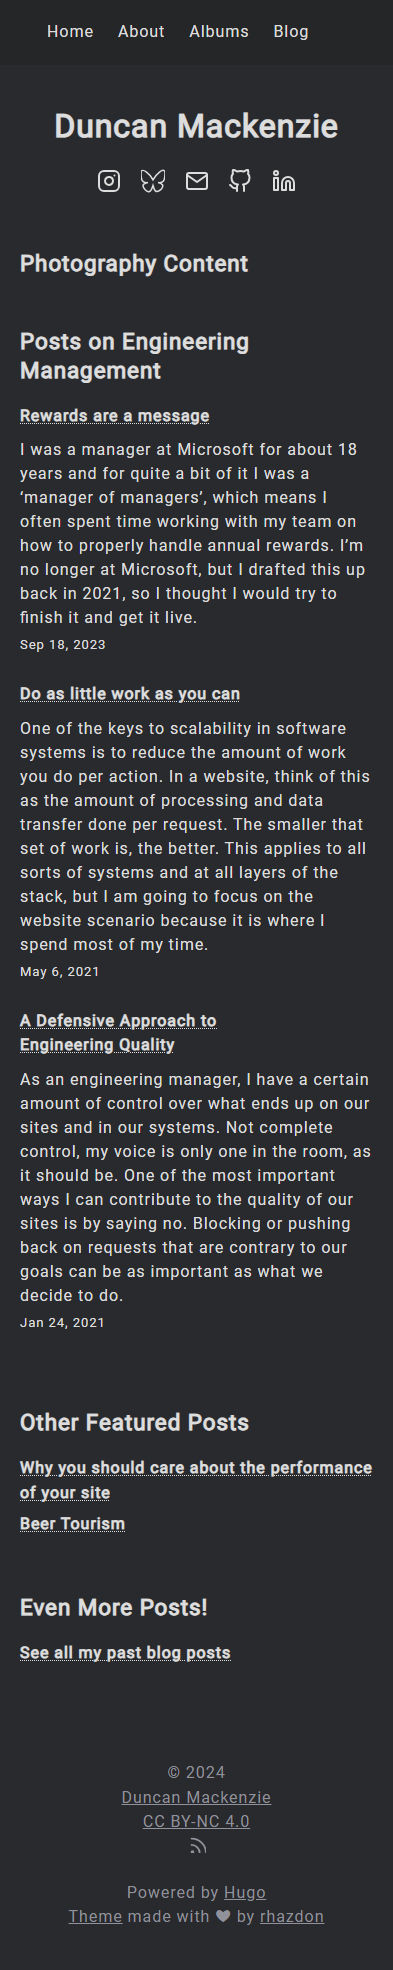 Home About Albums Blog
Duncan Mackenzie
Photography Content
Posts on Engineering
Management
Rewards are a message
I was a manager at Microsoft for about 18
years and for quite a bit of it I was a
‘manager of managers’, which means I
often spent time working with my team on
how to properly handle annual rewards. I’m
no longer at Microsoft, but I drafted this up
back in 2021, so I thought I would try to
finish it and get it live.
Sep 18, 2023
Do as little work as you can
One of the keys to scalability in software
systems is to reduce the amount of work
you do per action. In a website, think of this
as the amount of processing and data
transfer done per request. The smaller that
set of work is, the better. This applies to all
sorts of systems and at all layers of the
stack, but I am going to focus on the
website scenario because it is where I
spend most of my time.
May 6, 2021
A Defensive Approach to
Engineering Quality
As an engineering manager, I have a certain
amount of control over what ends up on our
sites and in our systems. Not complete
control, my voice is only one in the room, as
it should be. One of the most important
ways I can contribute to the quality of our
sites is by saying no. Blocking or pushing
back on requests that are contrary to our
goals can be as important as what we
decide to do.
Jan 24, 2021
Other Featured Posts
Why you should care about the performance
of your site
Beer Tourism
Even More Posts!
See all my past blog posts
© 2024
Duncan Mackenzie
CC BY-NC 4.0
Powered by Hugo
Theme made with ❤ by rhazdon